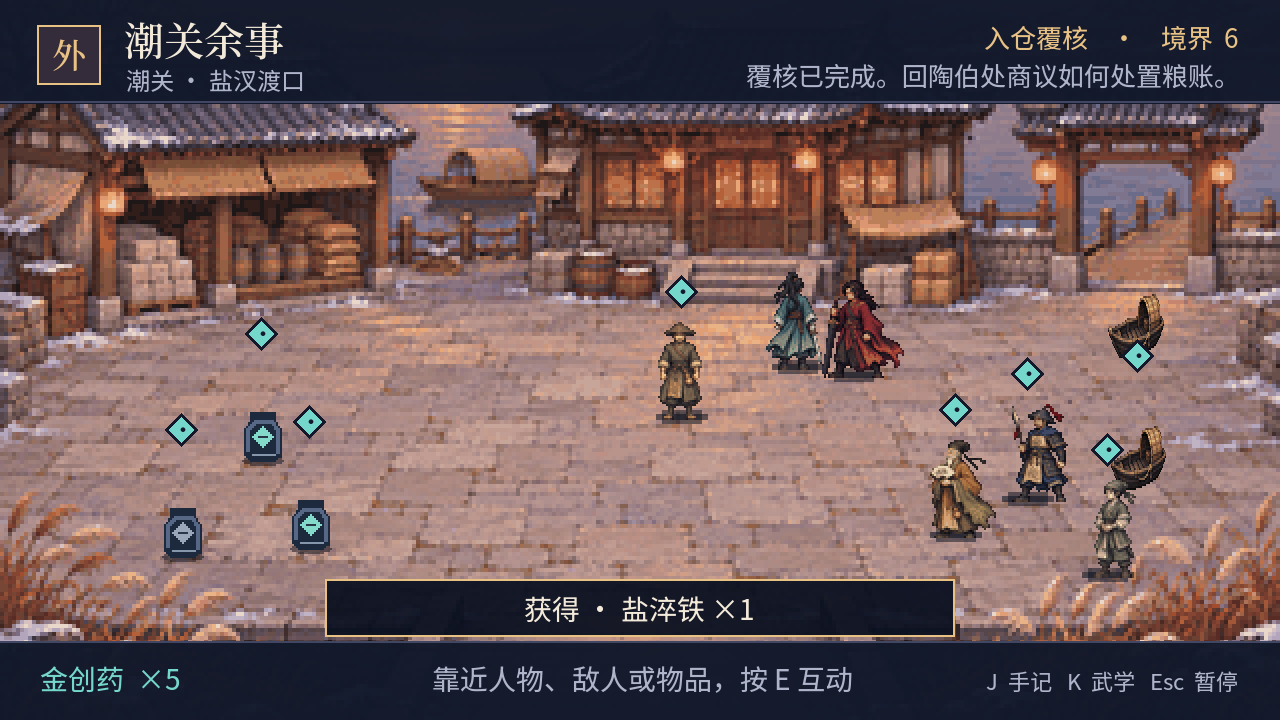 外
潮关余事
潮关 · 盐汊渡口
入仓覆核 · 境界 6
覆核已完成。回陶伯处商议如何处置粮账。
获得 · 盐淬铁 ×1
金创药 ×5
靠近人物、敌人或物品，按 E 互动
J 手记 K 武学 Esc 暂停